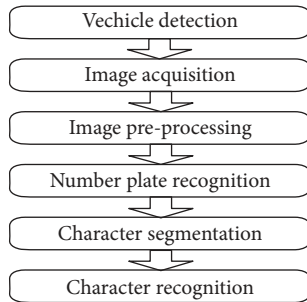 Vechicle detection
Image acquisition
Image pre-processing
Number plate recognition
Character segmentation
Character recognition